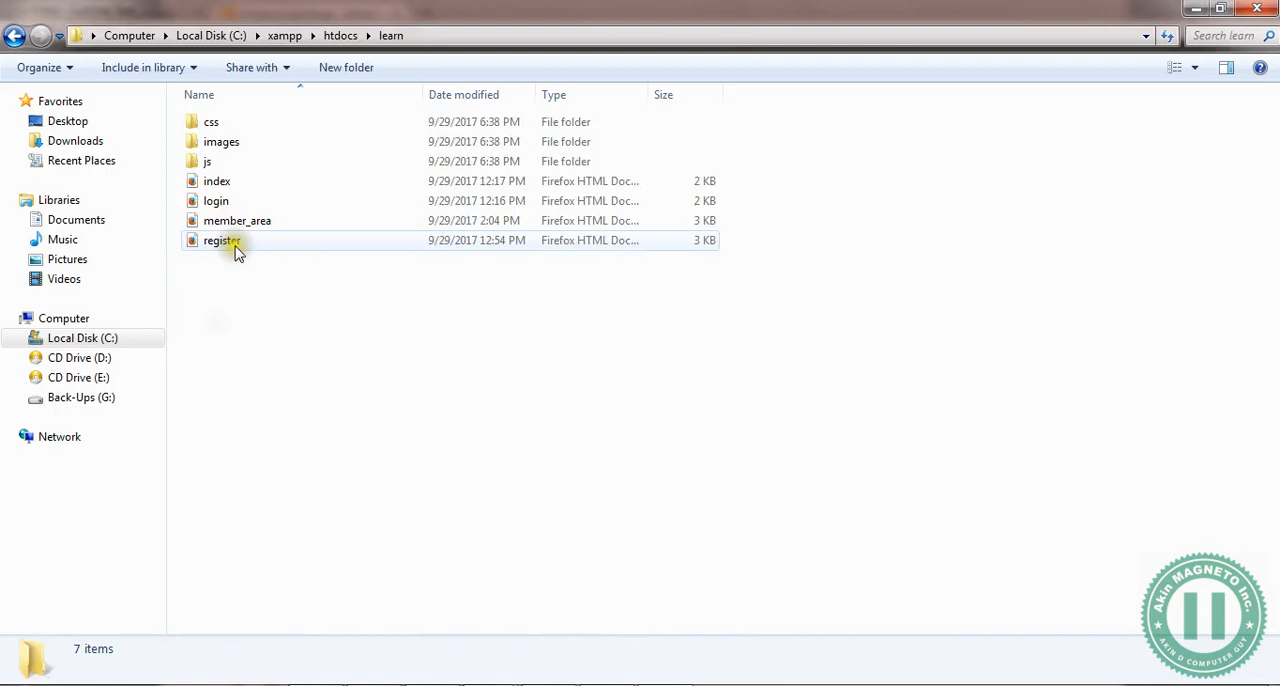 Computer Local Disk (C:) xampp htdocs learn Search learn
Organize Include in library Share with New folder
Name Date modified Type Size
Favorites
Desktop
Downloads
Recent Places
Libraries
Documents
Music
Pictures
Videos
Computer
Local Disk (C:)
CD Drive (D:)
CD Drive (E:)
Back-Ups (G:)
Network
css 9/29/2017 6:38 PM File folder
images 9/29/2017 6:38 PM File folder
js 9/29/2017 6:38 PM File folder
index 9/29/2017 12:17 PM Firefox HTML Doc... 2 KB
login 9/29/2017 12:16 PM Firefox HTML Doc... 2 KB
member_area 9/29/2017 2:04 PM Firefox HTML Doc... 3 KB
register 9/29/2017 12:54 PM Firefox HTML Doc... 3 KB
7 items
Akin MAGNETO Inc.
AKIN D COMPUTER GUY